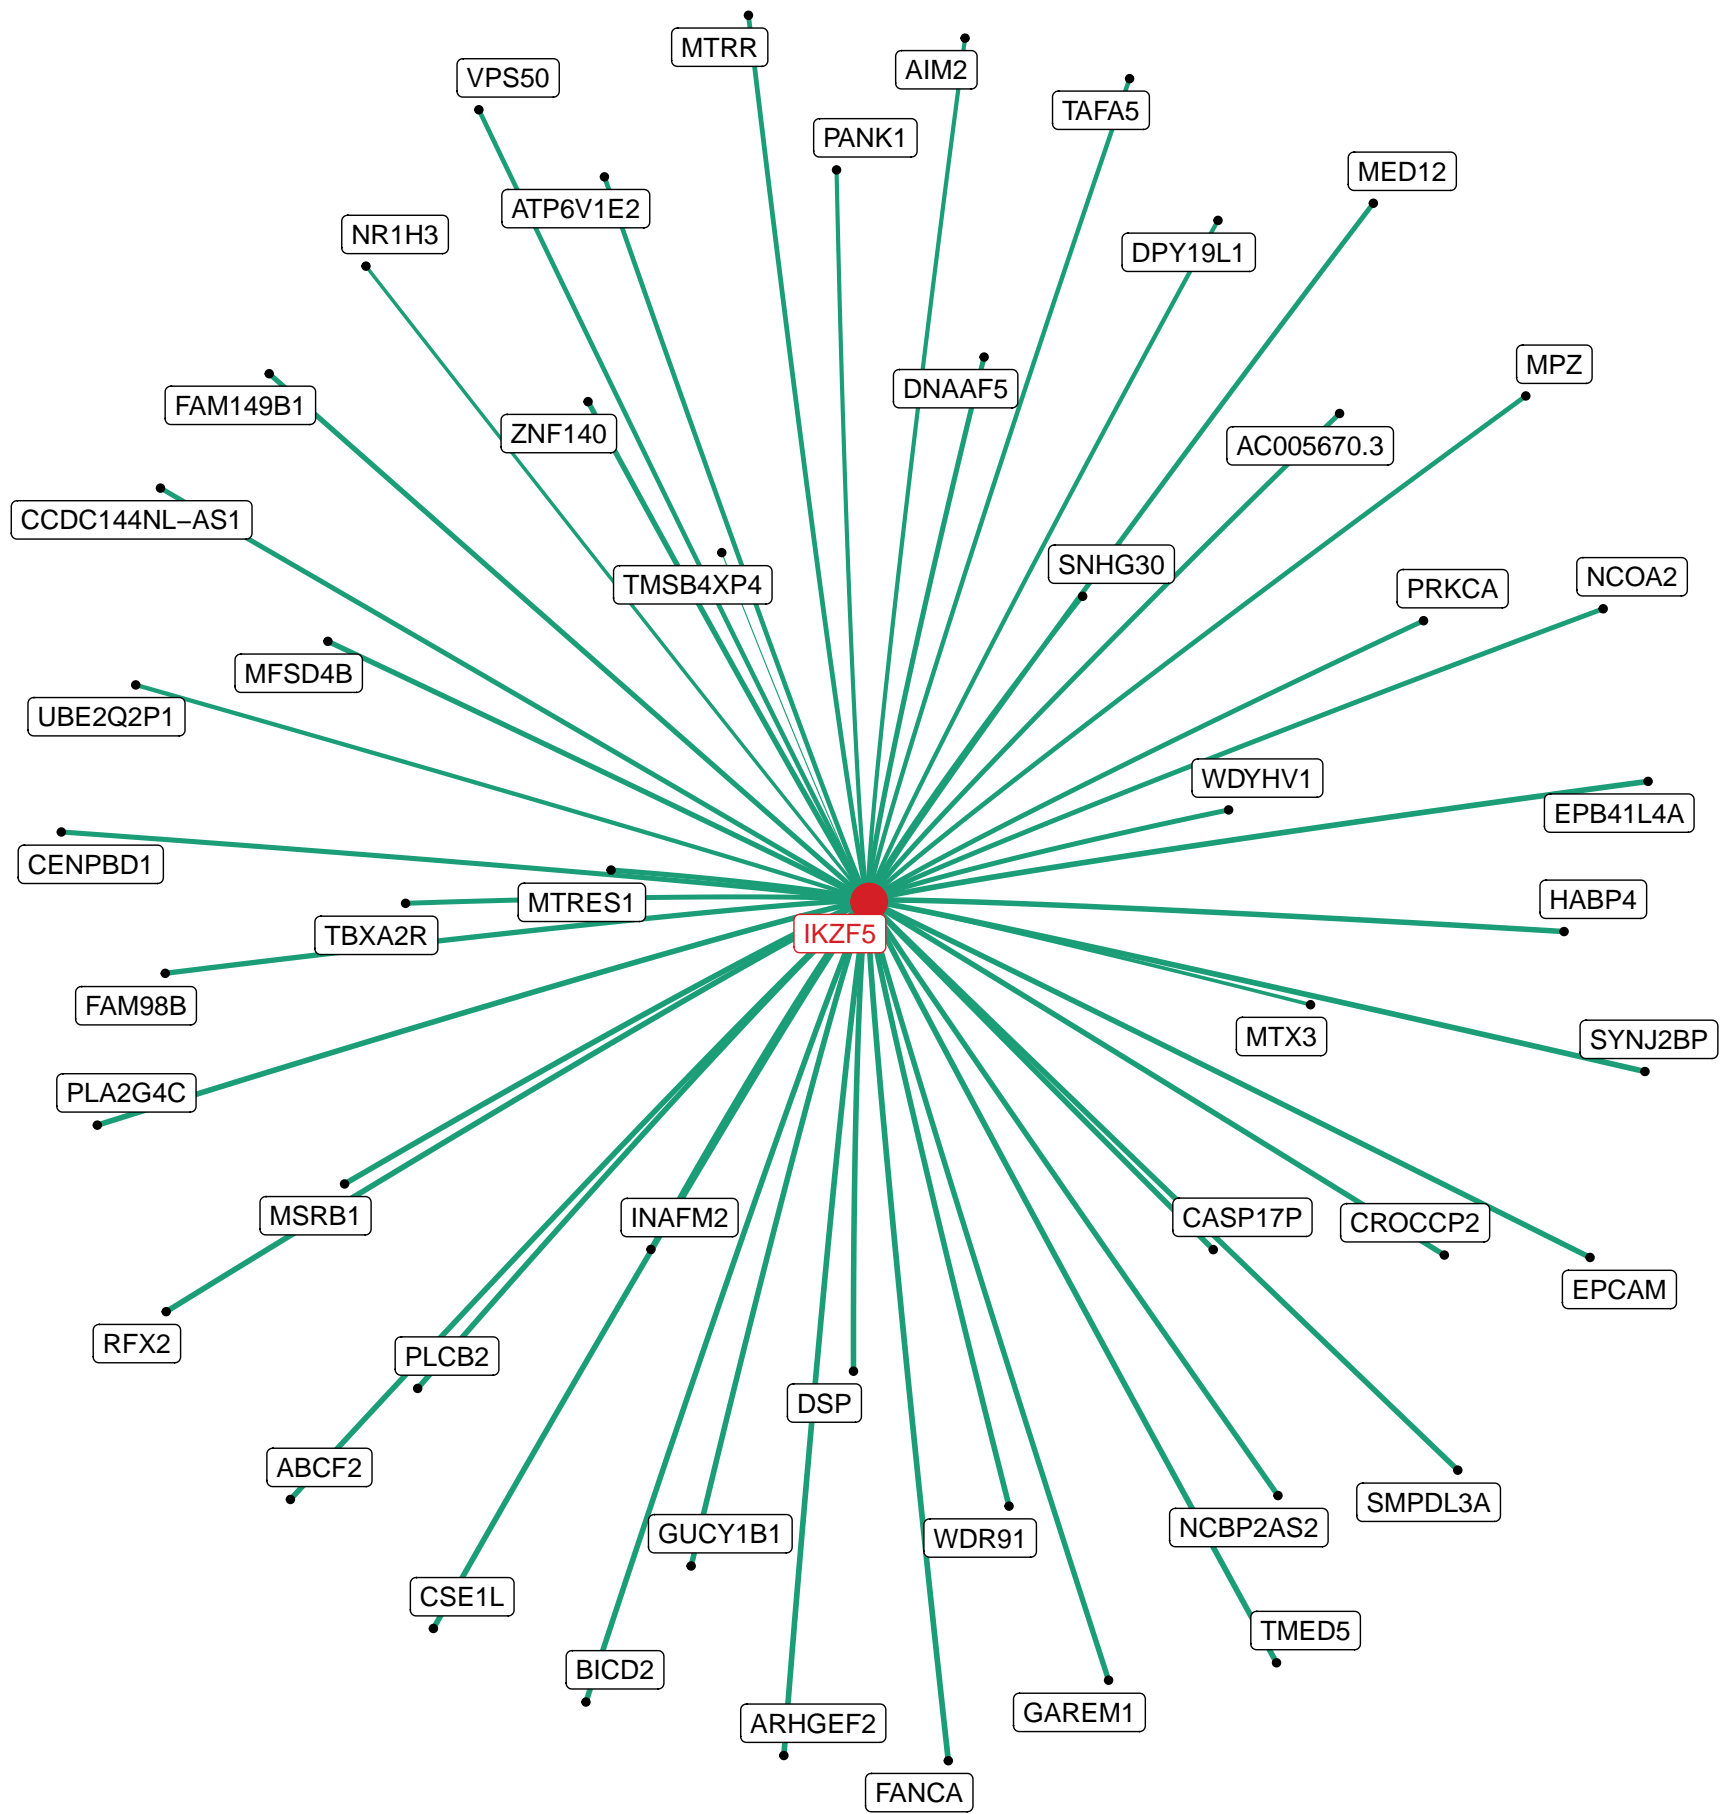 MTRR
AIM2
VPS50
TAFA5
PANK1
MED12
ATP6V1E2
NR1H3
DPY19L1
MPZ
DNAAF5
FAM149B1
ZNF140
AC005670.3
CCDC144NL−AS1
SNHG30
NCOA2
TMSB4XP4
PRKCA
MFSD4B
UBE2Q2P1
WDYHV1
EPB41L4A
CENPBD1
HABP4
MTRES1
TBXA2R
IKZF5
FAM98B
MTX3
SYNJ2BP
PLA2G4C
MSRB1
INAFM2
CASP17P
CROCCP2
EPCAM
RFX2
PLCB2
DSP
ABCF2
SMPDL3A
NCBP2AS2
GUCY1B1
WDR91
CSE1L
TMED5
BICD2
GAREM1
ARHGEF2
FANCA